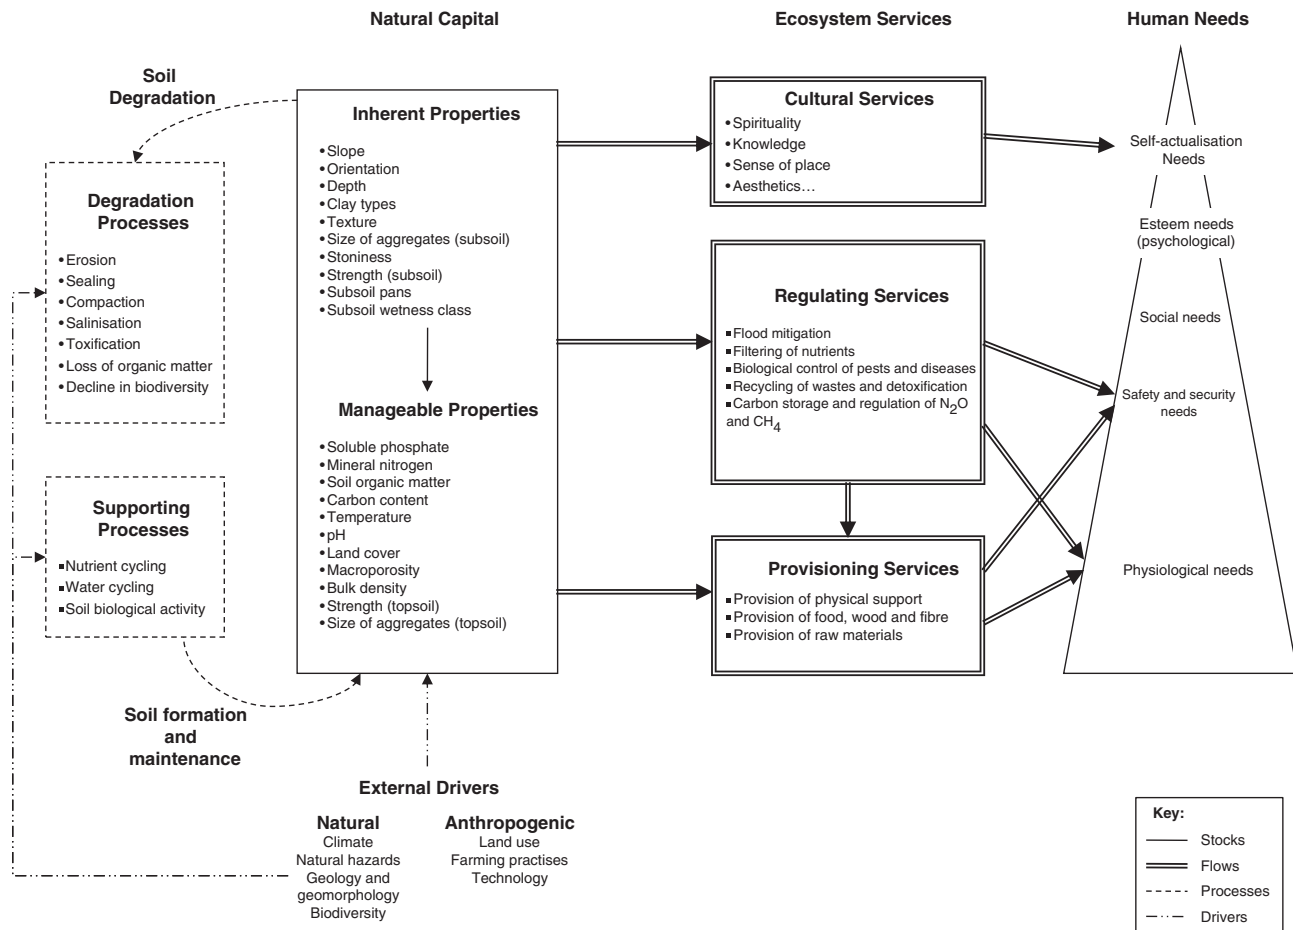 Natural Capital
Ecosystem Services
Human Needs
Soil
Degradation
Degradation
Processes
•Erosion
•Sealing
•Compaction
•Salinisation
•Toxification
•Loss of organic matter
•Decline in biodiversity
Supporting
Processes
▪Nutrient cycling
▪Water cycling
▪Soil biological activity
Soil formation
and
maintenance
Inherent Properties
•Slope
•Orientation
•Depth
•Clay types
•Texture
•Size of aggregates (subsoil)
•Stoniness
•Strength (subsoil)
•Subsoil pans
•Subsoil wetness class
Manageable Properties
•Soluble phosphate
•Mineral nitrogen
•Soil organic matter
•Carbon content
•Temperature
•pH
•Land cover
•Macroporosity
•Bulk density
•Strength (topsoil)
•Size of aggregates (topsoil)
External Drivers
Natural
Climate
Natural hazards
Geology and
geomorphology
Biodiversity
Anthropogenic
Land use
Farming practises
Technology
Cultural Services
•Spirituality
•Knowledge
•Sense of place
•Aesthetics…
Regulating Services
▪Flood mitigation
▪Filtering of nutrients
▪Biological control of pests and diseases
▪Recycling of wastes and detoxification
▪Carbon storage and regulation of N2O
and CH4
Provisioning Services
▪Provision of physical support
▪Provision of food, wood and fibre
▪Provision of raw materials
Self-actualisation
Needs
Esteem needs
(psychological)
Social needs
Safety and security
needs
Physiological needs
Key:
Stocks
Flows
Processes
Drivers